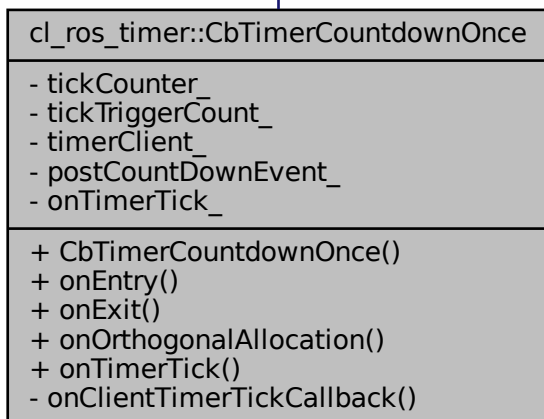 cl_ros_timer::CbTimerCountdownOnce
- tickCounter_
- tickTriggerCount_
- timerClient_
- postCountDownEvent_
- onTimerTick_
+ CbTimerCountdownOnce()
+ onEntry()
+ onExit()
+ onOrthogonalAllocation()
+ onTimerTick()
- onClientTimerTickCallback()